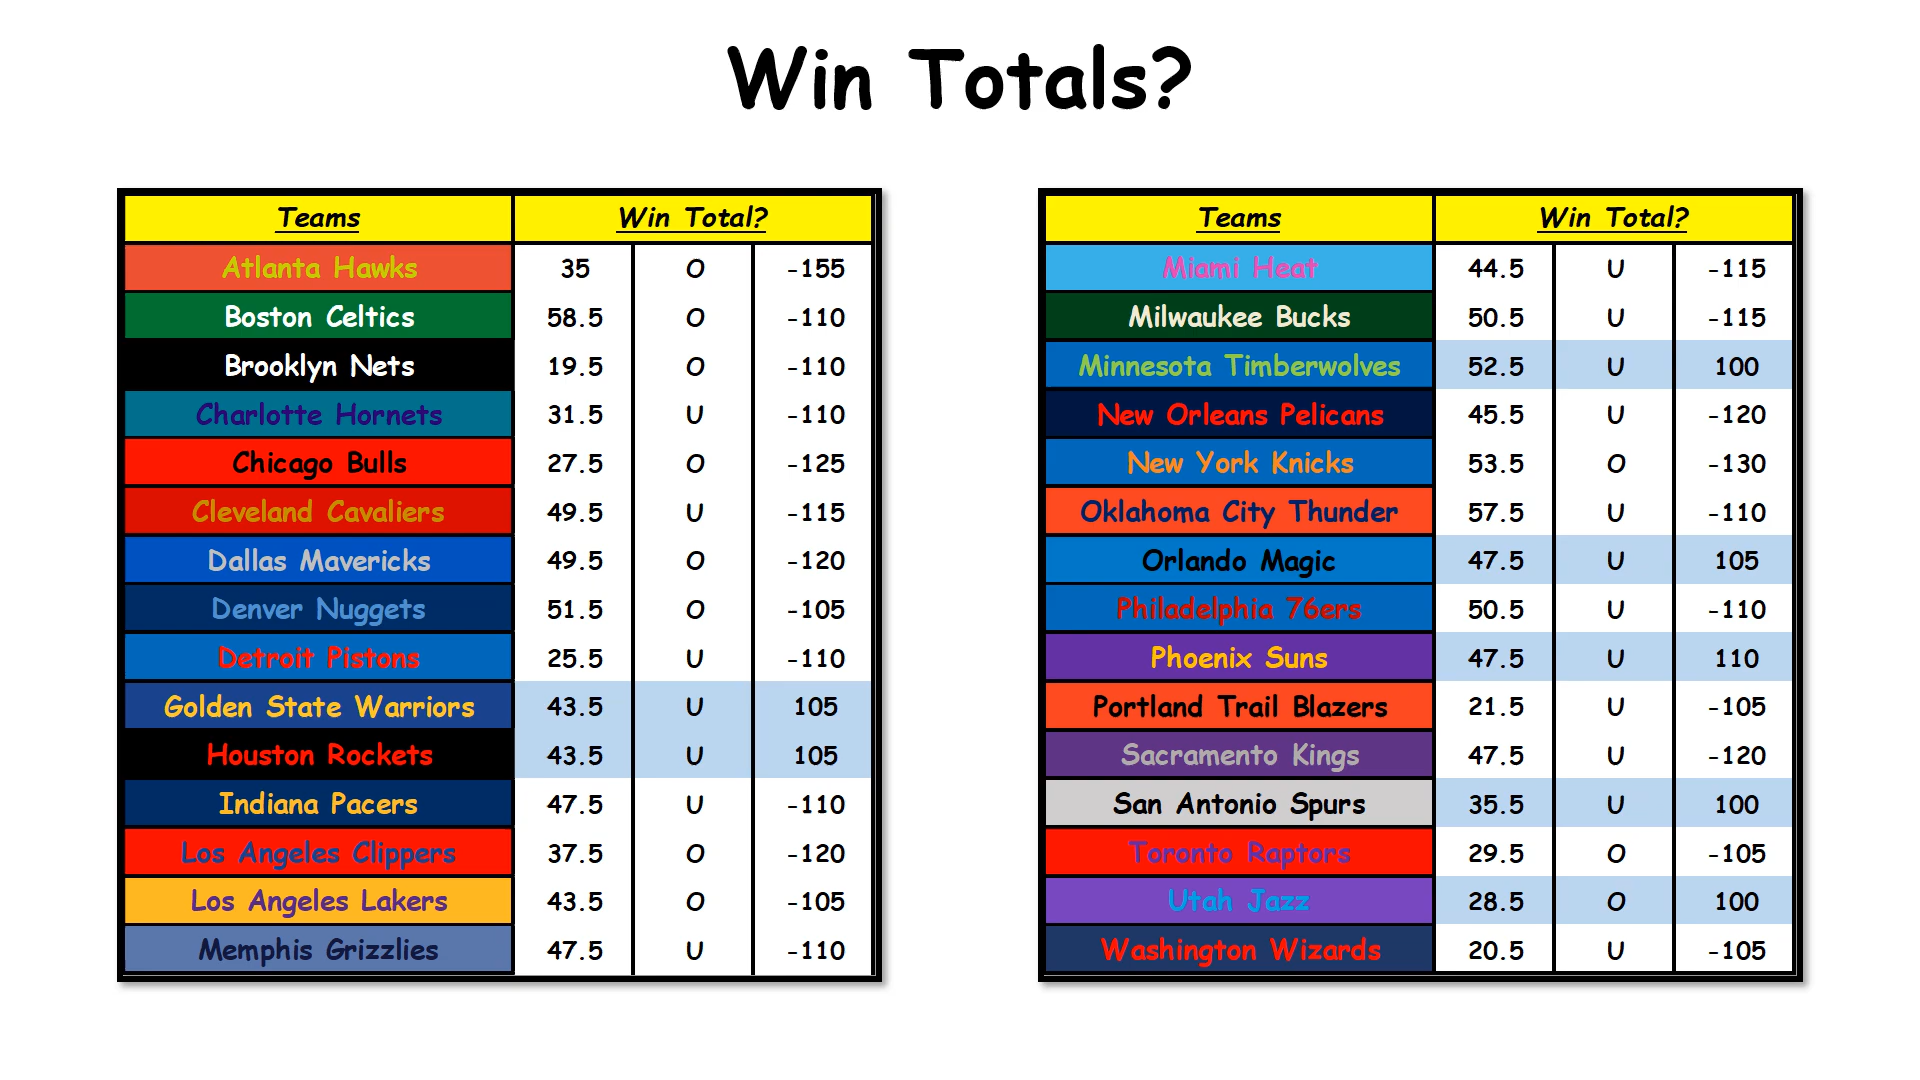 Win Totals?
Teams Win Total?
Atlanta Hawks 35 O -155
Boston Celtics 58.5 O -110
Brooklyn Nets 19.5 O -110
Charlotte Hornets 31.5 U -110
Chicago Bulls 27.5 O -125
Cleveland Cavaliers 49.5 U -115
Dallas Mavericks 49.5 O -120
Denver Nuggets 51.5 O -105
Detroit Pistons 25.5 U -110
Golden State Warriors 43.5 U 105
Houston Rockets 43.5 U 105
Indiana Pacers 47.5 U -110
Los Angeles Clippers 37.5 O -120
Los Angeles Lakers 43.5 O -105
Memphis Grizzlies 47.5 U -110
Teams Win Total?
Miami Heat 44.5 U -115
Milwaukee Bucks 50.5 U -115
Minnesota Timberwolves 52.5 U 100
New Orleans Pelicans 45.5 U -120
New York Knicks 53.5 O -130
Oklahoma City Thunder 57.5 U -110
Orlando Magic 47.5 U 105
Philadelphia 76ers 50.5 U -110
Phoenix Suns 47.5 U 110
Portland Trail Blazers 21.5 U -105
Sacramento Kings 47.5 U -120
San Antonio Spurs 35.5 U 100
Toronto Raptors 29.5 O -105
Utah Jazz 28.5 O 100
Washington Wizards 20.5 U -105